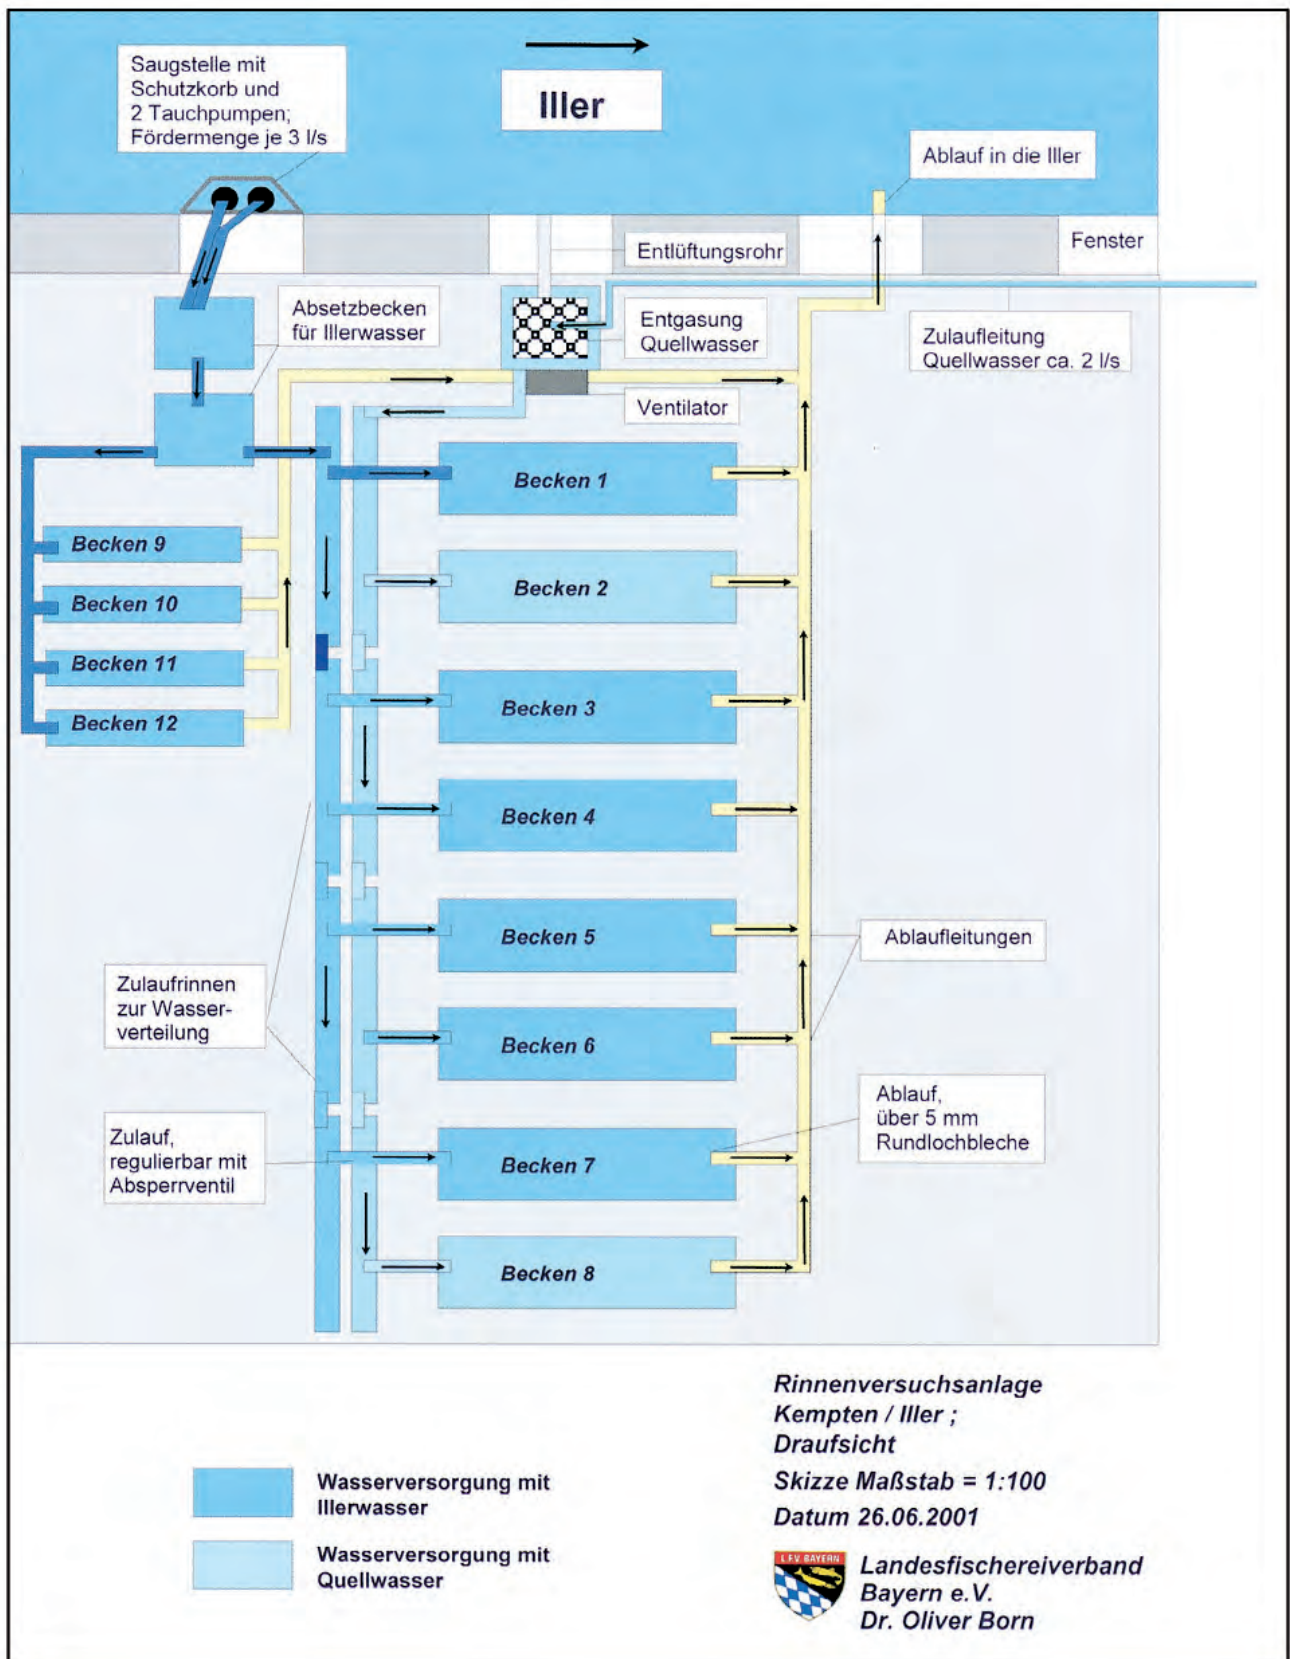 Saugstelle mit
Schutzkorb und
2 Tauchpumpen;
Fördermenge je 3 l/s
Iller
Ablauf in die Iller
Entlüftungsrohr
Fenster
Absetzbecken
für Illerwasser
Entgasung
Quellwasser
Zulaufleitung
Quellwasser ca. 2 l/s
Ventilator
Becken 1
Becken 9
Becken 2
Becken 10
Becken 11
Becken 3
Becken 12
Becken 4
Becken 5
Ablaufleitungen
Zulaufrinnen
zur Wasser-
verteilung
Becken 6
Ablauf,
über 5 mm
Rundlochbleche
Zulauf,
regulierbar mit
Absperrventil
Becken 7
Becken 8
Rinnenversuchsanlage
Kempten / Iller ;
Draufsicht
Skizze Maßstab = 1:100
Datum 26.06.2001
Wasserversorgung mit
Illerwasser
Wasserversorgung mit
Quellwasser
L.F.V. BAYERN
Landesfischereiverband
Bayern e.V.
Dr. Oliver Born